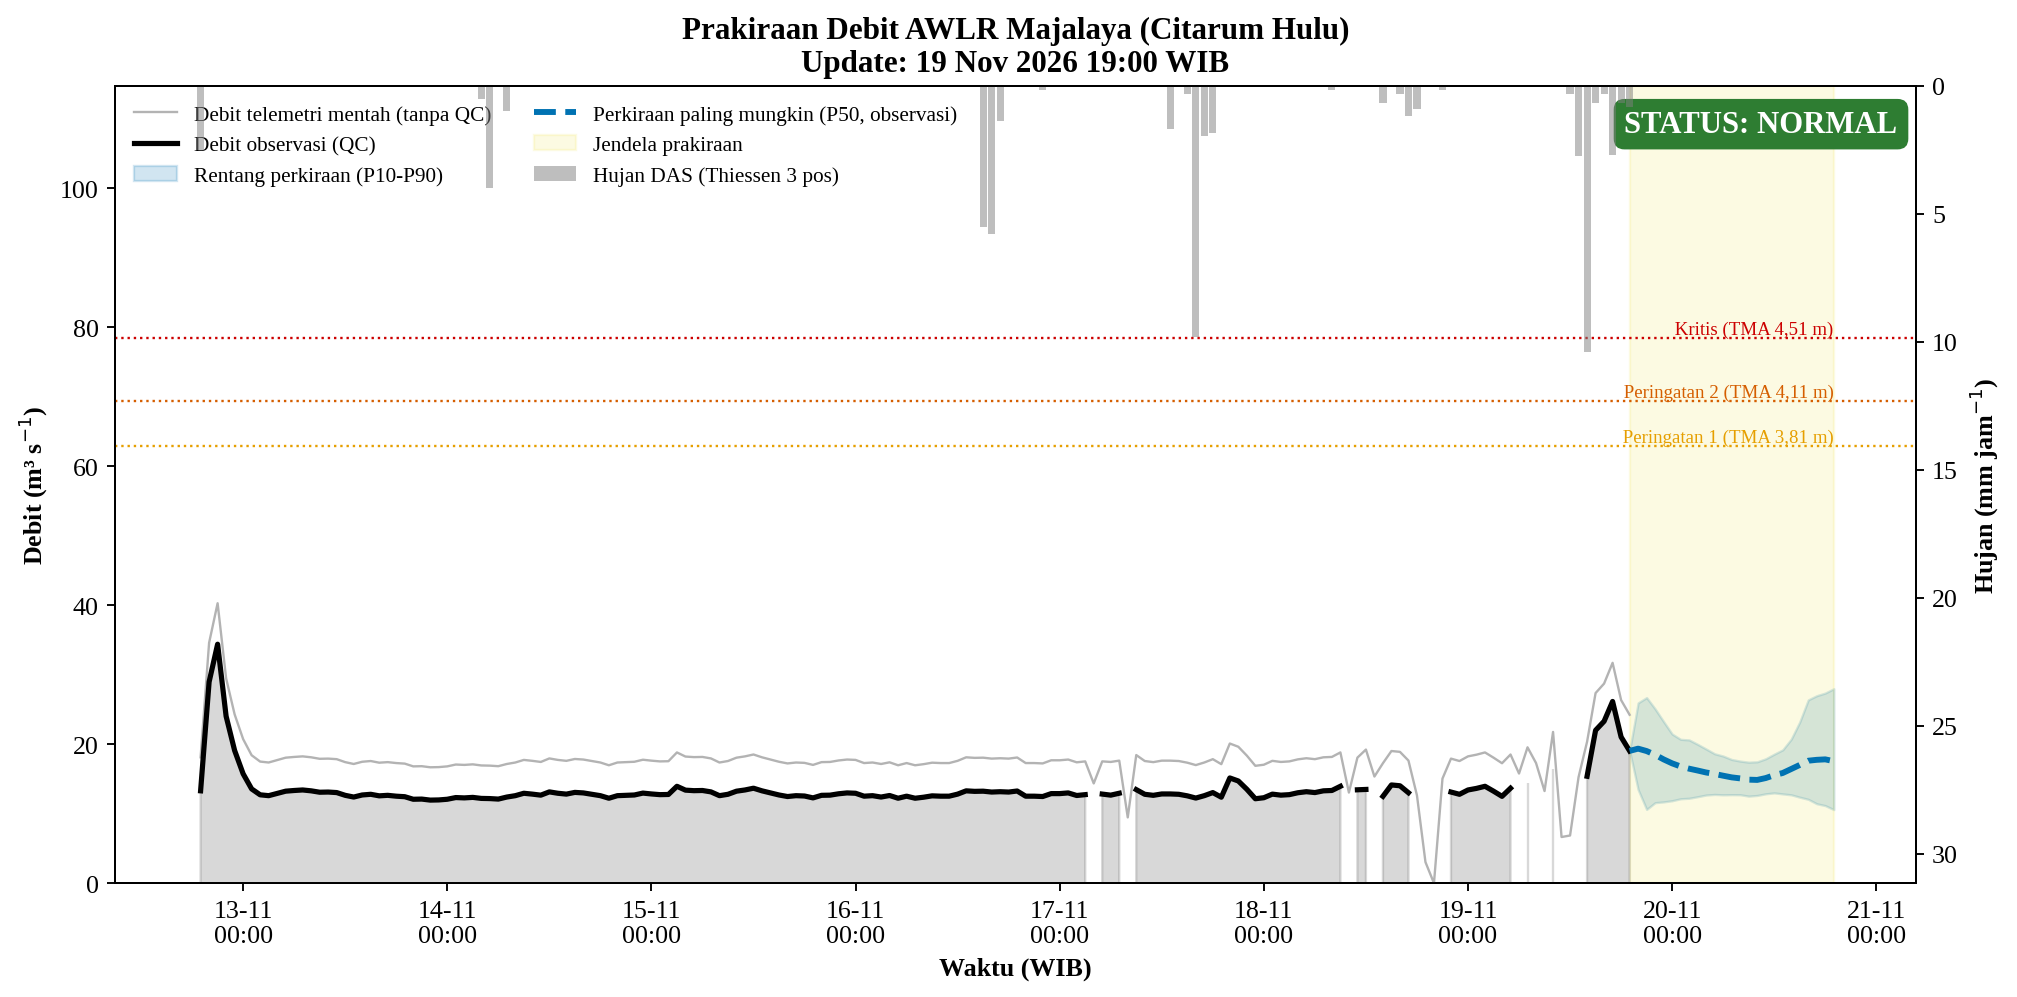 Prakiraan Debit AWLR Majalaya (Citarum Hulu)
Update: 19 Nov 2026 19:00 WIB
Debit telemetri mentah (tanpa QC)
Debit observasi (QC)
Rentang perkiraan (P10-P90)
Perkiraan paling mungkin (P50, observasi)
Jendela prakiraan
Hujan DAS (Thiessen 3 pos)
STATUS: NORMAL
Kritis (TMA 4,51 m)
Peringatan 2 (TMA 4,11 m)
Peringatan 1 (TMA 3,81 m)
Debit (m³ s⁻¹)
100
80
60
40
20
0
Hujan (mm jam⁻¹)
0
5
10
15
20
25
30
13-11
00:00
14-11
00:00
15-11
00:00
16-11
00:00
17-11
00:00
18-11
00:00
19-11
00:00
20-11
00:00
21-11
00:00
Waktu (WIB)